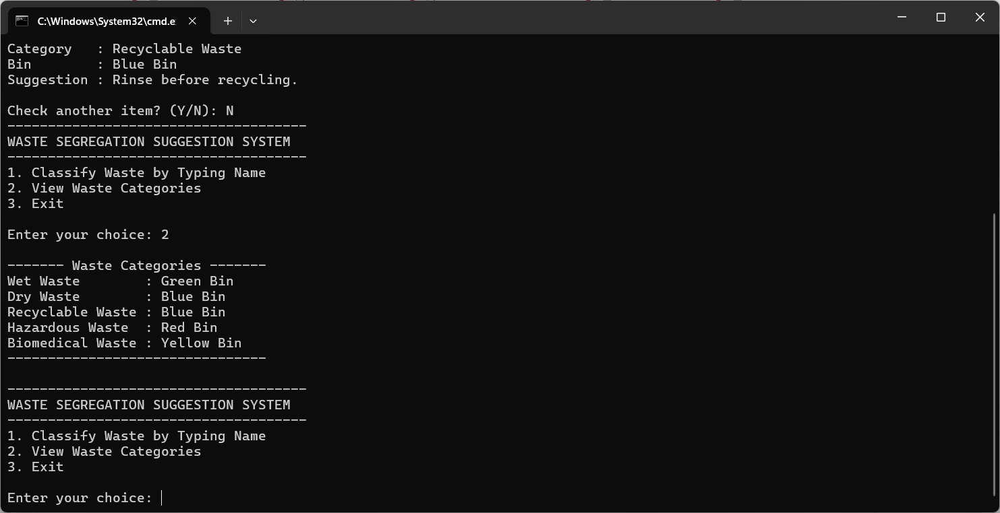 C:\Windows\System32\cmd.e
Category   : Recyclable Waste
Bin        : Blue Bin
Suggestion : Rinse before recycling.
Check another item? (Y/N): N
-------------------------------------
WASTE SEGREGATION SUGGESTION SYSTEM
-------------------------------------
1. Classify Waste by Typing Name
2. View Waste Categories
3. Exit
Enter your choice: 2
------- Waste Categories -------
Wet Waste        : Green Bin
Dry Waste        : Blue Bin
Recyclable Waste : Blue Bin
Hazardous Waste  : Red Bin
Biomedical Waste : Yellow Bin
--------------------------------
-------------------------------------
WASTE SEGREGATION SUGGESTION SYSTEM
-------------------------------------
1. Classify Waste by Typing Name
2. View Waste Categories
3. Exit
Enter your choice: